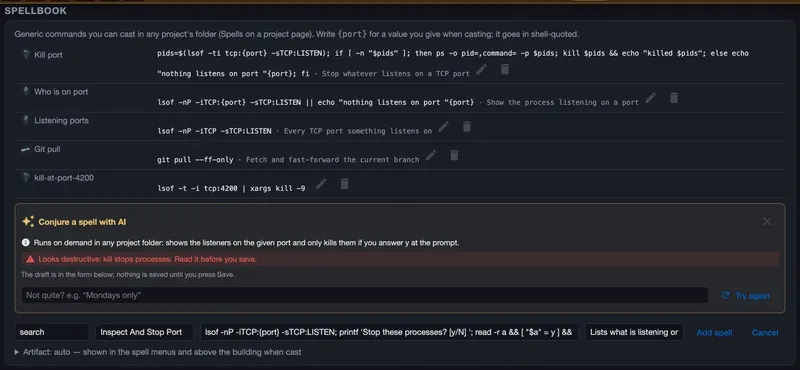 SPELLBOOK
Generic commands you can cast in any project's folder (Spells on a project page). Write {port} for a value you give when casting; it goes in shell-quoted.
Kill port
pids=$(lsof -ti tcp:{port} -sTCP:LISTEN); if [ -n "$pids" ]; then ps -o pid=,command= -p $pids; kill $pids && echo "killed $pids"; else echo
"nothing listens on port "{port}; fi · Stop whatever listens on a TCP port
Who is on port
lsof -nP -iTCP:{port} -sTCP:LISTEN || echo "nothing listens on port "{port} · Show the process listening on a port
Listening ports
lsof -nP -iTCP -sTCP:LISTEN · Every TCP port something listens on
Git pull
git pull --ff-only · Fetch and fast-forward the current branch
kill-at-port-4200
lsof -t -i tcp:4200 | xargs kill -9
Conjure a spell with AI
Runs on demand in any project folder: shows the listeners on the given port and only kills them if you answer y at the prompt.
Looks destructive: kill stops processes. Read it before you save.
The draft is in the form below; nothing is saved until you press Save.
Not quite? e.g. "Mondays only"
Try again
search
Inspect And Stop Port
lsof -nP -iTCP:{port} -sTCP:LISTEN; printf 'Stop these processes? [y/N] '; read -r a && [ "$a" = y ] &&
Lists what is listening or
Add spell
Cancel
Artifact: auto — shown in the spell menus and above the building when cast